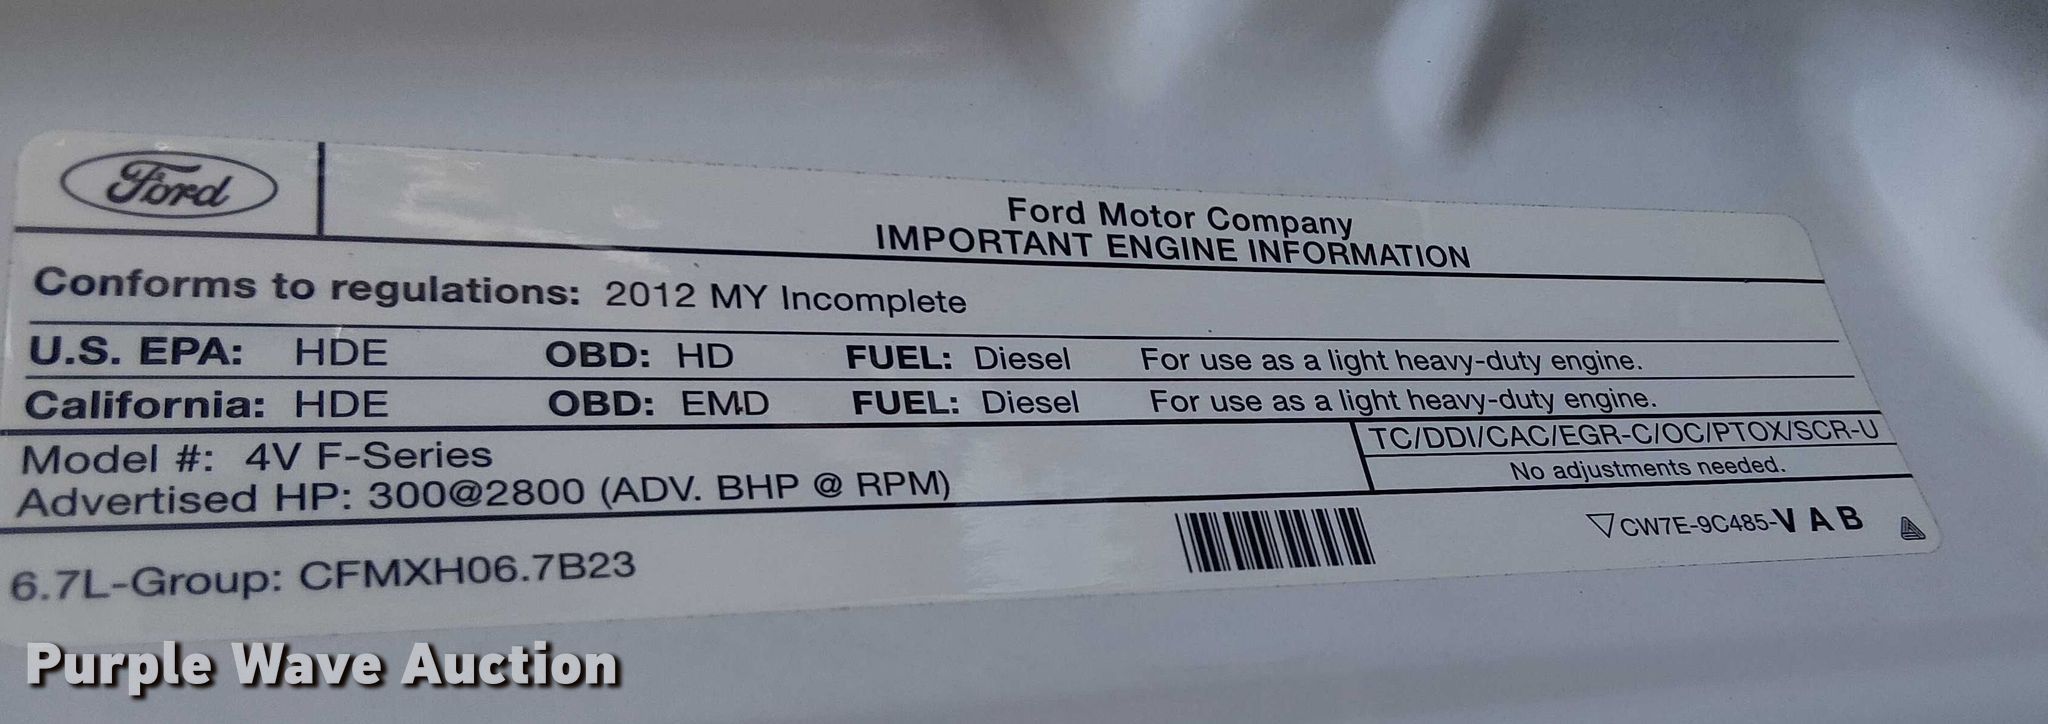 Ford
Ford Motor Company
IMPORTANT ENGINE INFORMATION
Conforms to regulations: 2012 MY Incomplete
U.S. EPA: HDE OBD: HD FUEL: Diesel For use as a light heavy-duty engine.
California: HDE OBD: EMD FUEL: Diesel For use as a light heavy-duty engine.
Model #: 4V F-Series
TC/DDI/CAC/EGR-C/OC/PTOX/SCR-U
Advertised HP: 300@2800 (ADV. BHP @ RPM)
No adjustments needed.
6.7L-Group: CFMXH06.7B23
CW7E-9C485-V A B
Purple Wave Auction